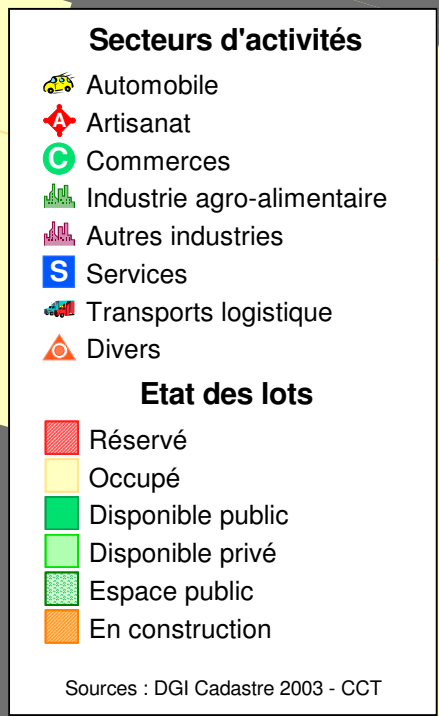 Secteurs d'activités
Automobile
A Artisanat
C Commerces
Industrie agro-alimentaire
Autres industries
S Services
Transports logistique
Divers
Etat des lots
Réservé
Occupé
Disponible public
Disponible privé
Espace public
En construction
Sources : DGI Cadastre 2003 - CCT